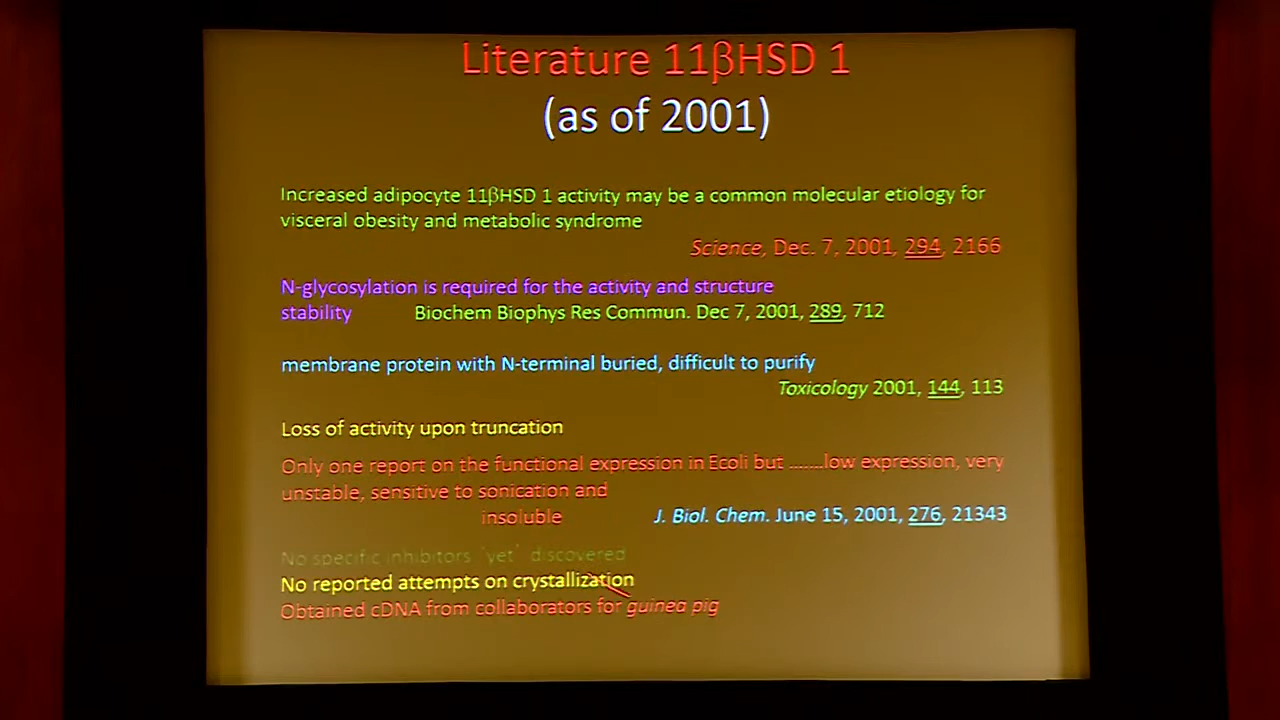 Literature 11βHSD 1
(as of 2001)
Increased adipocyte 11βHSD 1 activity may be a common molecular etiology for
visceral obesity and metabolic syndrome
Science, Dec. 7, 2001, 294, 2166
N-glycosylation is required for the activity and structure
stability Biochem Biophys Res Commun. Dec 7, 2001, 289, 712
membrane protein with N-terminal buried, difficult to purify
Toxicology 2001, 144, 113
Loss of activity upon truncation
Only one report on the functional expression in Ecoli but .......low expression, very
unstable, sensitive to sonication and
insoluble J. Biol. Chem. June 15, 2001, 276, 21343
No specific inhibitors 'yet' discovered
No reported attempts on crystallization
Obtained cDNA from collaborators for guinea pig